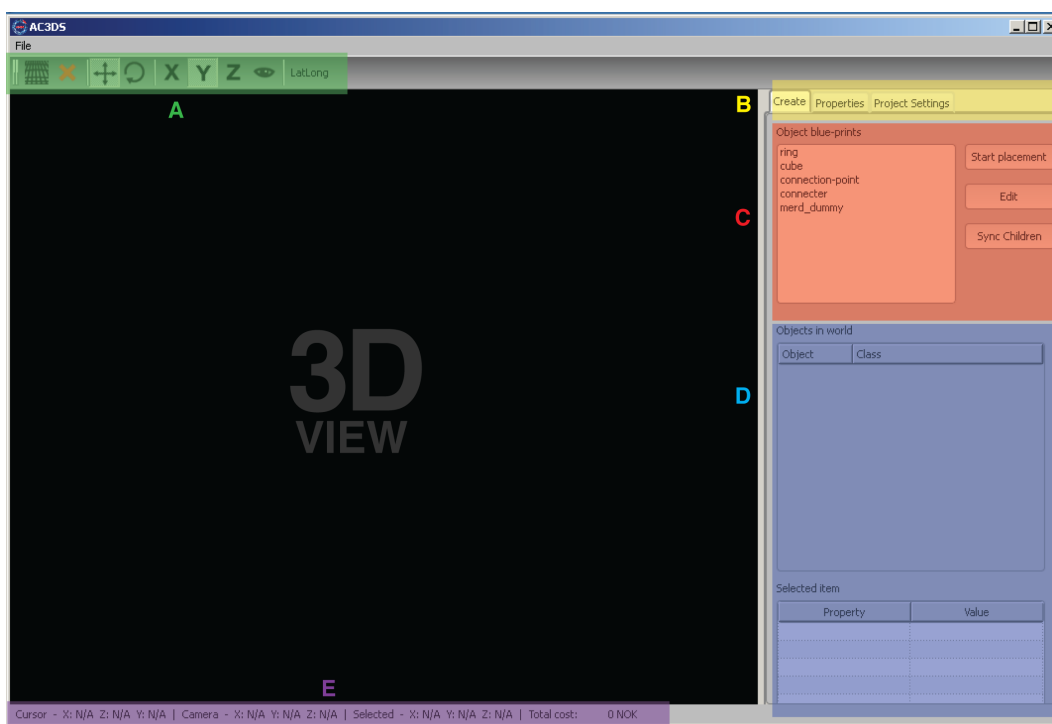 AC3DS
File
X Y Z LatLong
A
B
Create Properties Project Settings
Object blue-prints
ring
cube
connection-point
connecter
merd_dummy
Start placement
Edit
Sync Children
C
3D
VIEW
Objects in world
Object Class
D
Selected item
Property Value
E
Cursor - X: N/A Z: N/A Y: N/A | Camera - X: N/A Y: N/A Z: N/A | Selected - X: N/A Y: N/A Z: N/A | Total cost: 0 NOK